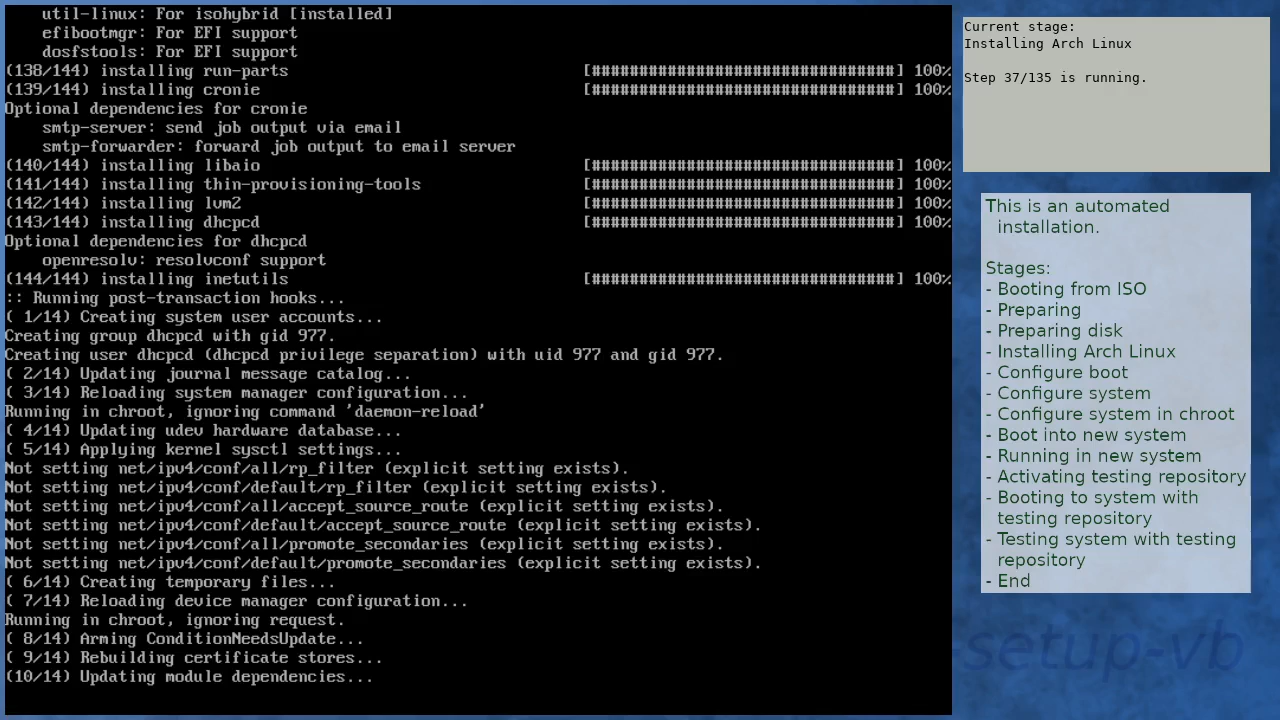 util-linux: For isohybrid [installed]
efibootmgr: For EFI support
dosfstools: For EFI support
(138/144) installing run-parts [################################] 100%
(139/144) installing cronie [################################] 100%
Optional dependencies for cronie
smtp-server: send job output via email
smtp-forwarder: forward job output to email server
(140/144) installing libaio [################################] 100%
(141/144) installing thin-provisioning-tools [################################] 100%
(142/144) installing lvm2 [################################] 100%
(143/144) installing dhcpcd [################################] 100%
Optional dependencies for dhcpcd
openresolv: resolvconf support
(144/144) installing inetutils [################################] 100%
:: Running post-transaction hooks...
( 1/14) Creating system user accounts...
Creating group dhcpcd with gid 977.
Creating user dhcpcd (dhcpcd privilege separation) with uid 977 and gid 977.
( 2/14) Updating journal message catalog...
( 3/14) Reloading system manager configuration...
Running in chroot, ignoring command 'daemon-reload'
( 4/14) Updating udev hardware database...
( 5/14) Applying kernel sysctl settings...
Not setting net/ipv4/conf/all/rp_filter (explicit setting exists).
Not setting net/ipv4/conf/default/rp_filter (explicit setting exists).
Not setting net/ipv4/conf/all/accept_source_route (explicit setting exists).
Not setting net/ipv4/conf/default/accept_source_route (explicit setting exists).
Not setting net/ipv4/conf/all/promote_secondaries (explicit setting exists).
Not setting net/ipv4/conf/default/promote_secondaries (explicit setting exists).
( 6/14) Creating temporary files...
( 7/14) Reloading device manager configuration...
Running in chroot, ignoring request.
( 8/14) Arming ConditionNeedsUpdate...
( 9/14) Rebuilding certificate stores...
(10/14) Updating module dependencies...
Current stage:
Installing Arch Linux
Step 37/135 is running.
This is an automated
installation.
Stages:
- Booting from ISO
- Preparing
- Preparing disk
- Installing Arch Linux
- Configure boot
- Configure system
- Configure system in chroot
- Boot into new system
- Running in new system
- Activating testing repository
- Booting to system with
testing repository
- Testing system with testing
repository
- End
-setup-vb